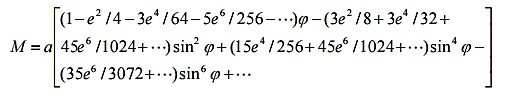 (1-e²/4-3e⁴/64-5e⁶/256-⋯)φ-(3e²/8+3e⁴/32+
M=a[45e⁶/1024+⋯)sin² φ+(15e⁴/256+45e⁶/1024+⋯)sin⁴ φ-]
(35e⁶/3072+⋯)sin⁶ φ+⋯